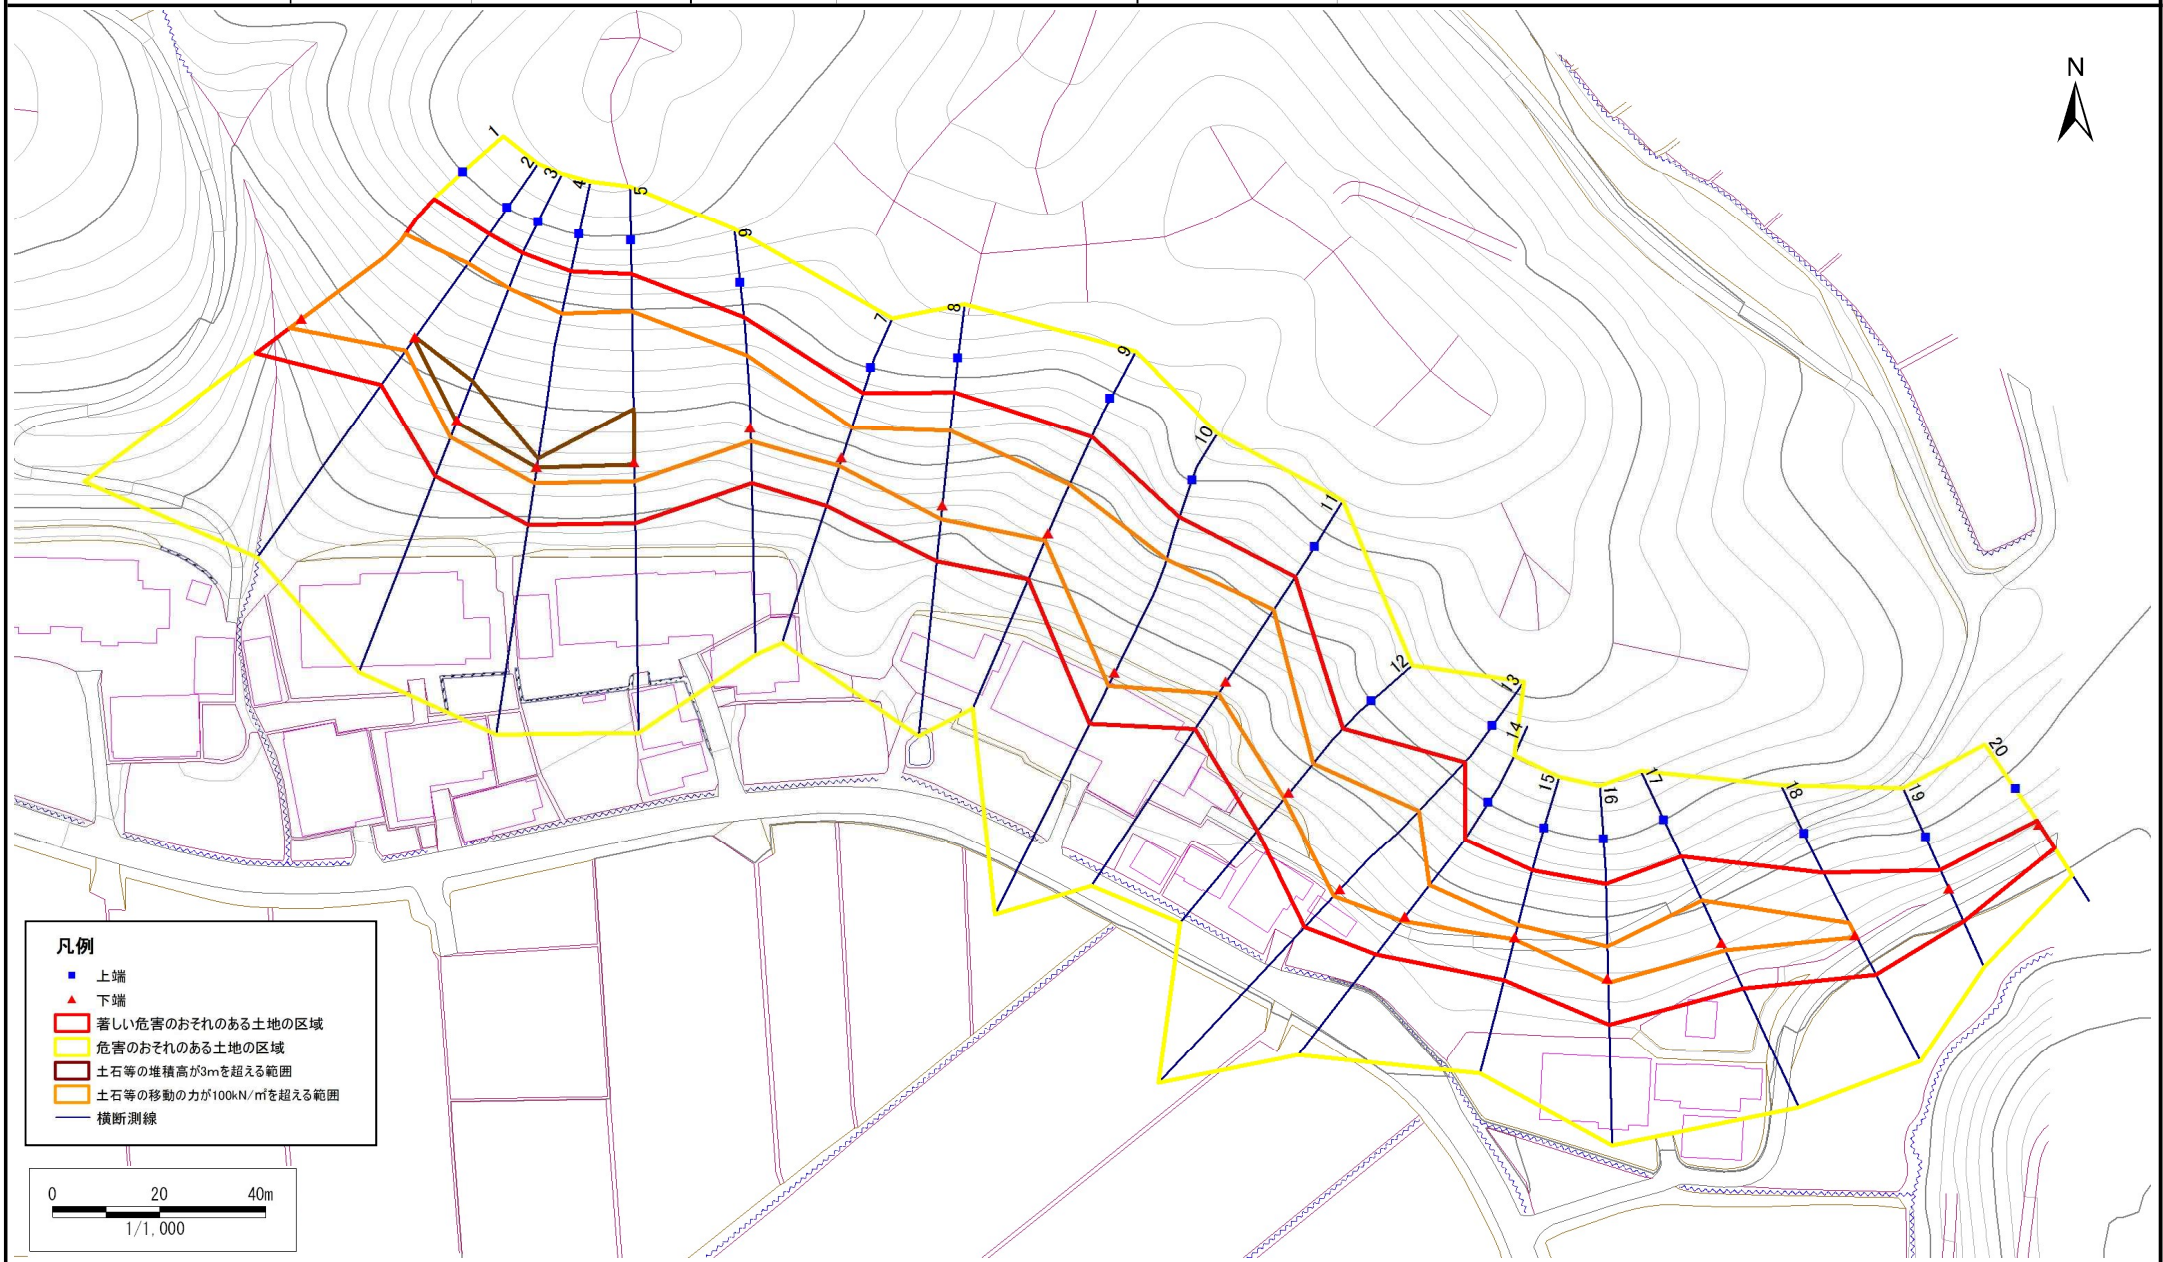 N
1
2
3
4
5
6
7
8
9
10
11
12
13
14
15
16
17
18
19
20
凡例
上端
下端
著しい危害のおそれのある土地の区域
危害のおそれのある土地の区域
土石等の堆積高が3mを超える範囲
土石等の移動の力が100kN/㎡を超える範囲
横断測線
0 20 40m
1/1,000